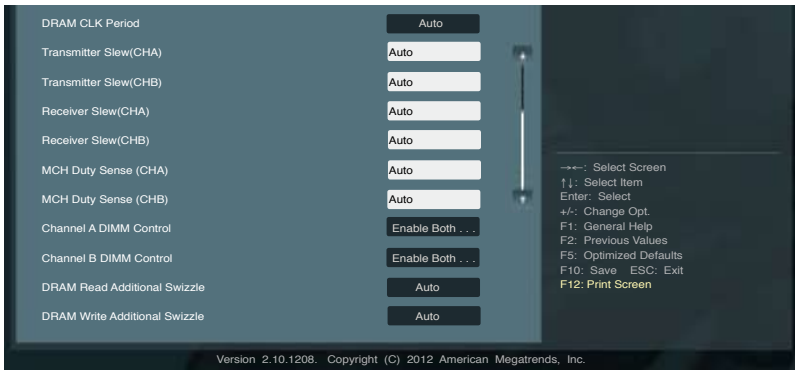 DRAM CLK Period Auto
Transmitter Slew(CHA) Auto
Transmitter Slew(CHB) Auto
Receiver Slew(CHA) Auto
Receiver Slew(CHB) Auto
MCH Duty Sense (CHA) Auto
MCH Duty Sense (CHB) Auto
Channel A DIMM Control Enable Both . . .
Channel B DIMM Control Enable Both . . .
DRAM Read Additional Swizzle Auto
DRAM Write Additional Swizzle Auto
→←: Select Screen
↑↓: Select Item
Enter: Select
+/-: Change Opt.
F1: General Help
F2: Previous Values
F5: Optimized Defaults
F10: Save ESC: Exit
F12: Print Screen
Version 2.10.1208. Copyright (C) 2012 American Megatrends, Inc.